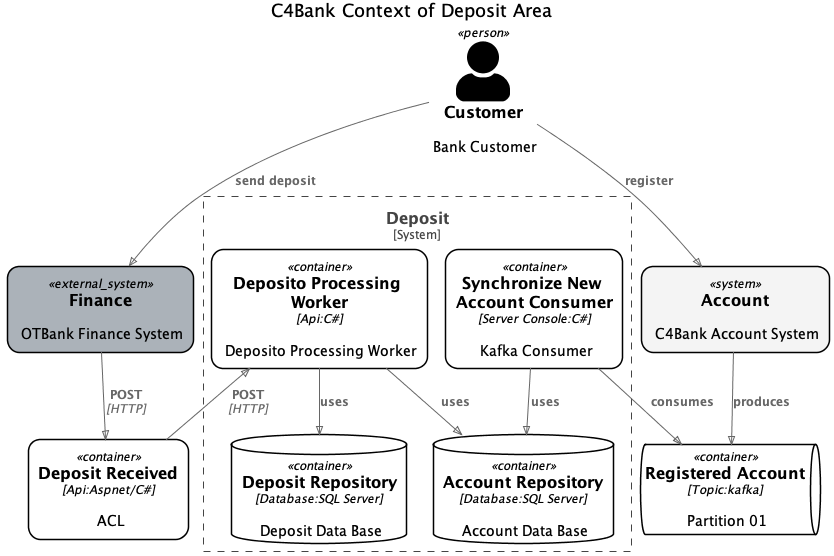 C4Bank Context of Deposit Area
«person»
Customer
Bank Customer
send deposit
register
Deposit
[System]
«external_system»
Finance
OTBank Finance System
«container»
Deposito Processing
Worker
[Api:C#]
Deposito Processing Worker
«container»
Synchronize New
Account Consumer
[Server Console:C#]
Kafka Consumer
«system»
Account
C4Bank Account System
POST
[HTTP]
POST
[HTTP]
uses
uses
uses
consumes
produces
«container»
Deposit Received
[Api:Aspnet/C#]
ACL
«container»
Deposit Repository
[Database:SQL Server]
Deposit Data Base
«container»
Account Repository
[Database:SQL Server]
Account Data Base
«container»
Registered Account
[Topic:kafka]
Partition 01